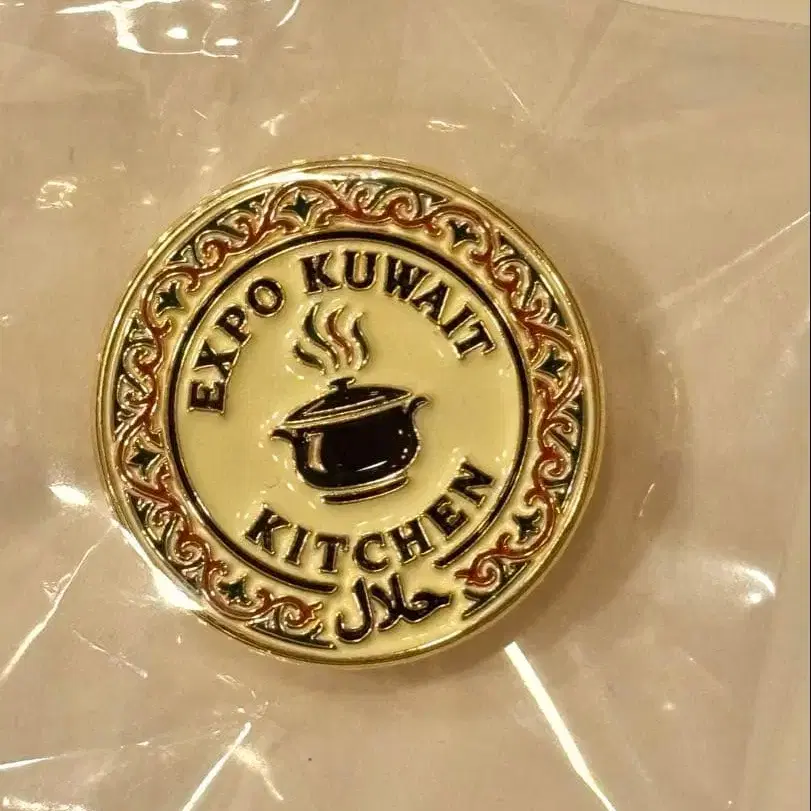 EXPO KUWAIT
KITCHEN
حلال